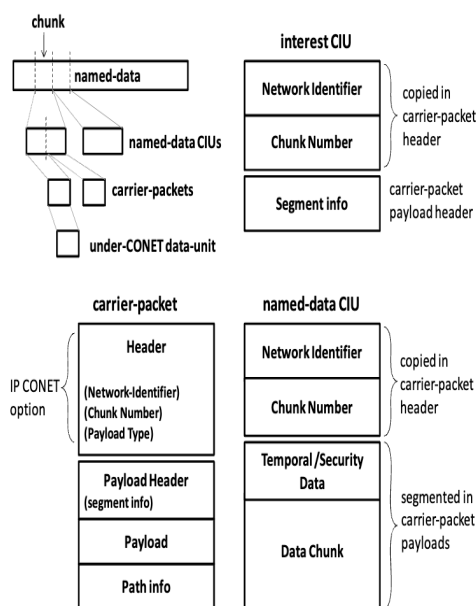 chunk
named-data
named-data CIUs
carrier-packets
under-CONET data-unit
interest CIU
Network Identifier
Chunk Number
Segment info
copied in
carrier-packet
header
carrier-packet
payload header
carrier-packet
Header
(Network-Identifier)
(Chunk Number)
(Payload Type)
IP CONET
option
Payload Header
(segment info)
Payload
Path info
named-data CIU
Network Identifier
Chunk Number
Temporal /Security
Data
Data Chunk
copied in
carrier-packet
header
segmented in
carrier-packet
payloads